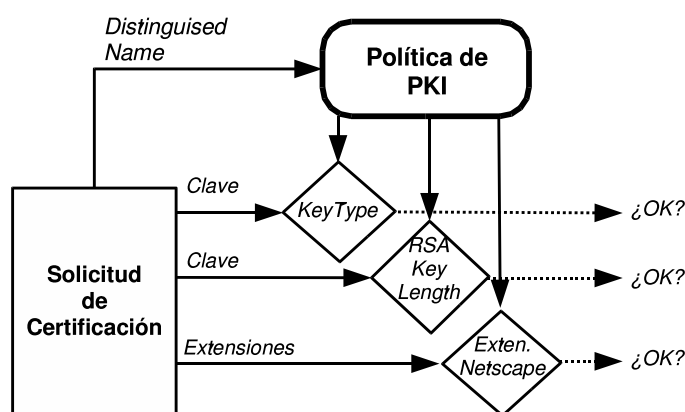 Distinguised
Name
Política de
PKI
Clave
KeyType
¿OK?
Clave
RSA
Key
Length
¿OK?
Solicitud
de
Certificación
Extensiones
Exten.
Netscape
¿OK?